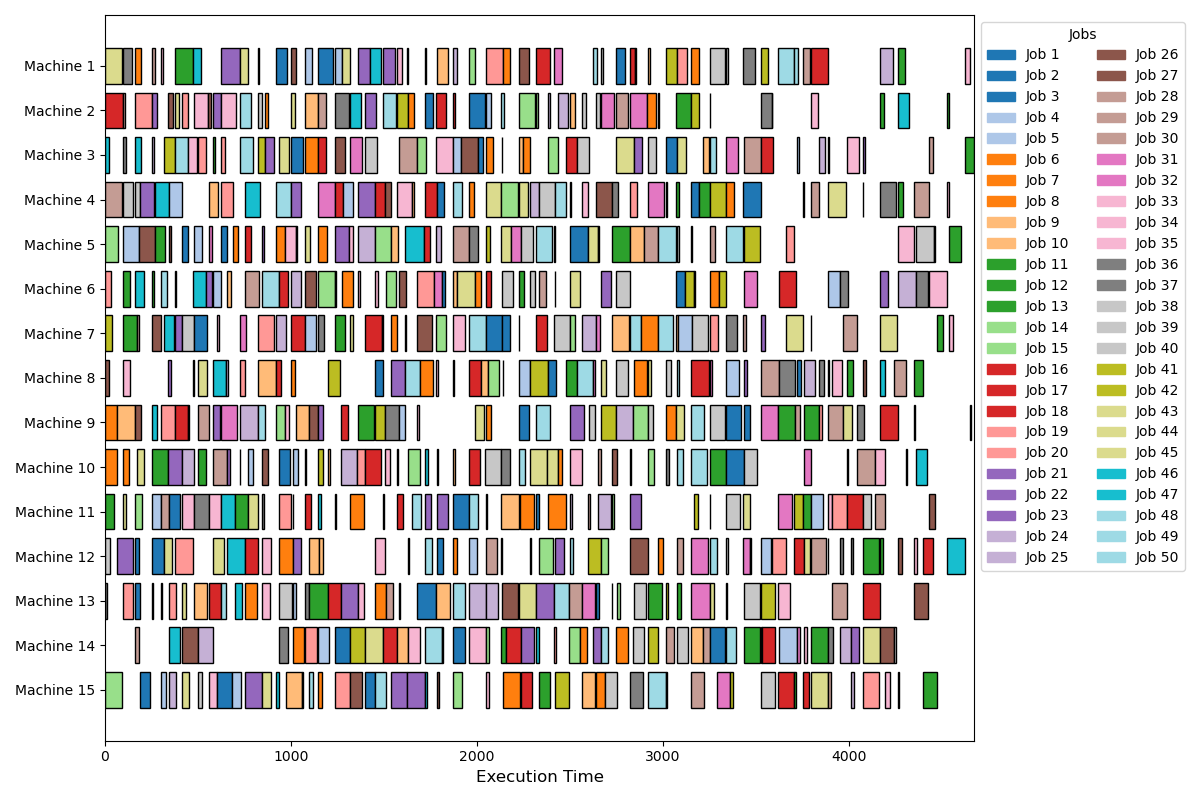 Machine 1
Machine 2
Machine 3
Machine 4
Machine 5
Machine 6
Machine 7
Machine 8
Machine 9
Machine 10
Machine 11
Machine 12
Machine 13
Machine 14
Machine 15
0 1000 2000 3000 4000
Execution Time
Jobs
Job 1 Job 26
Job 2 Job 27
Job 3 Job 28
Job 4 Job 29
Job 5 Job 30
Job 6 Job 31
Job 7 Job 32
Job 8 Job 33
Job 9 Job 34
Job 10 Job 35
Job 11 Job 36
Job 12 Job 37
Job 13 Job 38
Job 14 Job 39
Job 15 Job 40
Job 16 Job 41
Job 17 Job 42
Job 18 Job 43
Job 19 Job 44
Job 20 Job 45
Job 21 Job 46
Job 22 Job 47
Job 23 Job 48
Job 24 Job 49
Job 25 Job 50